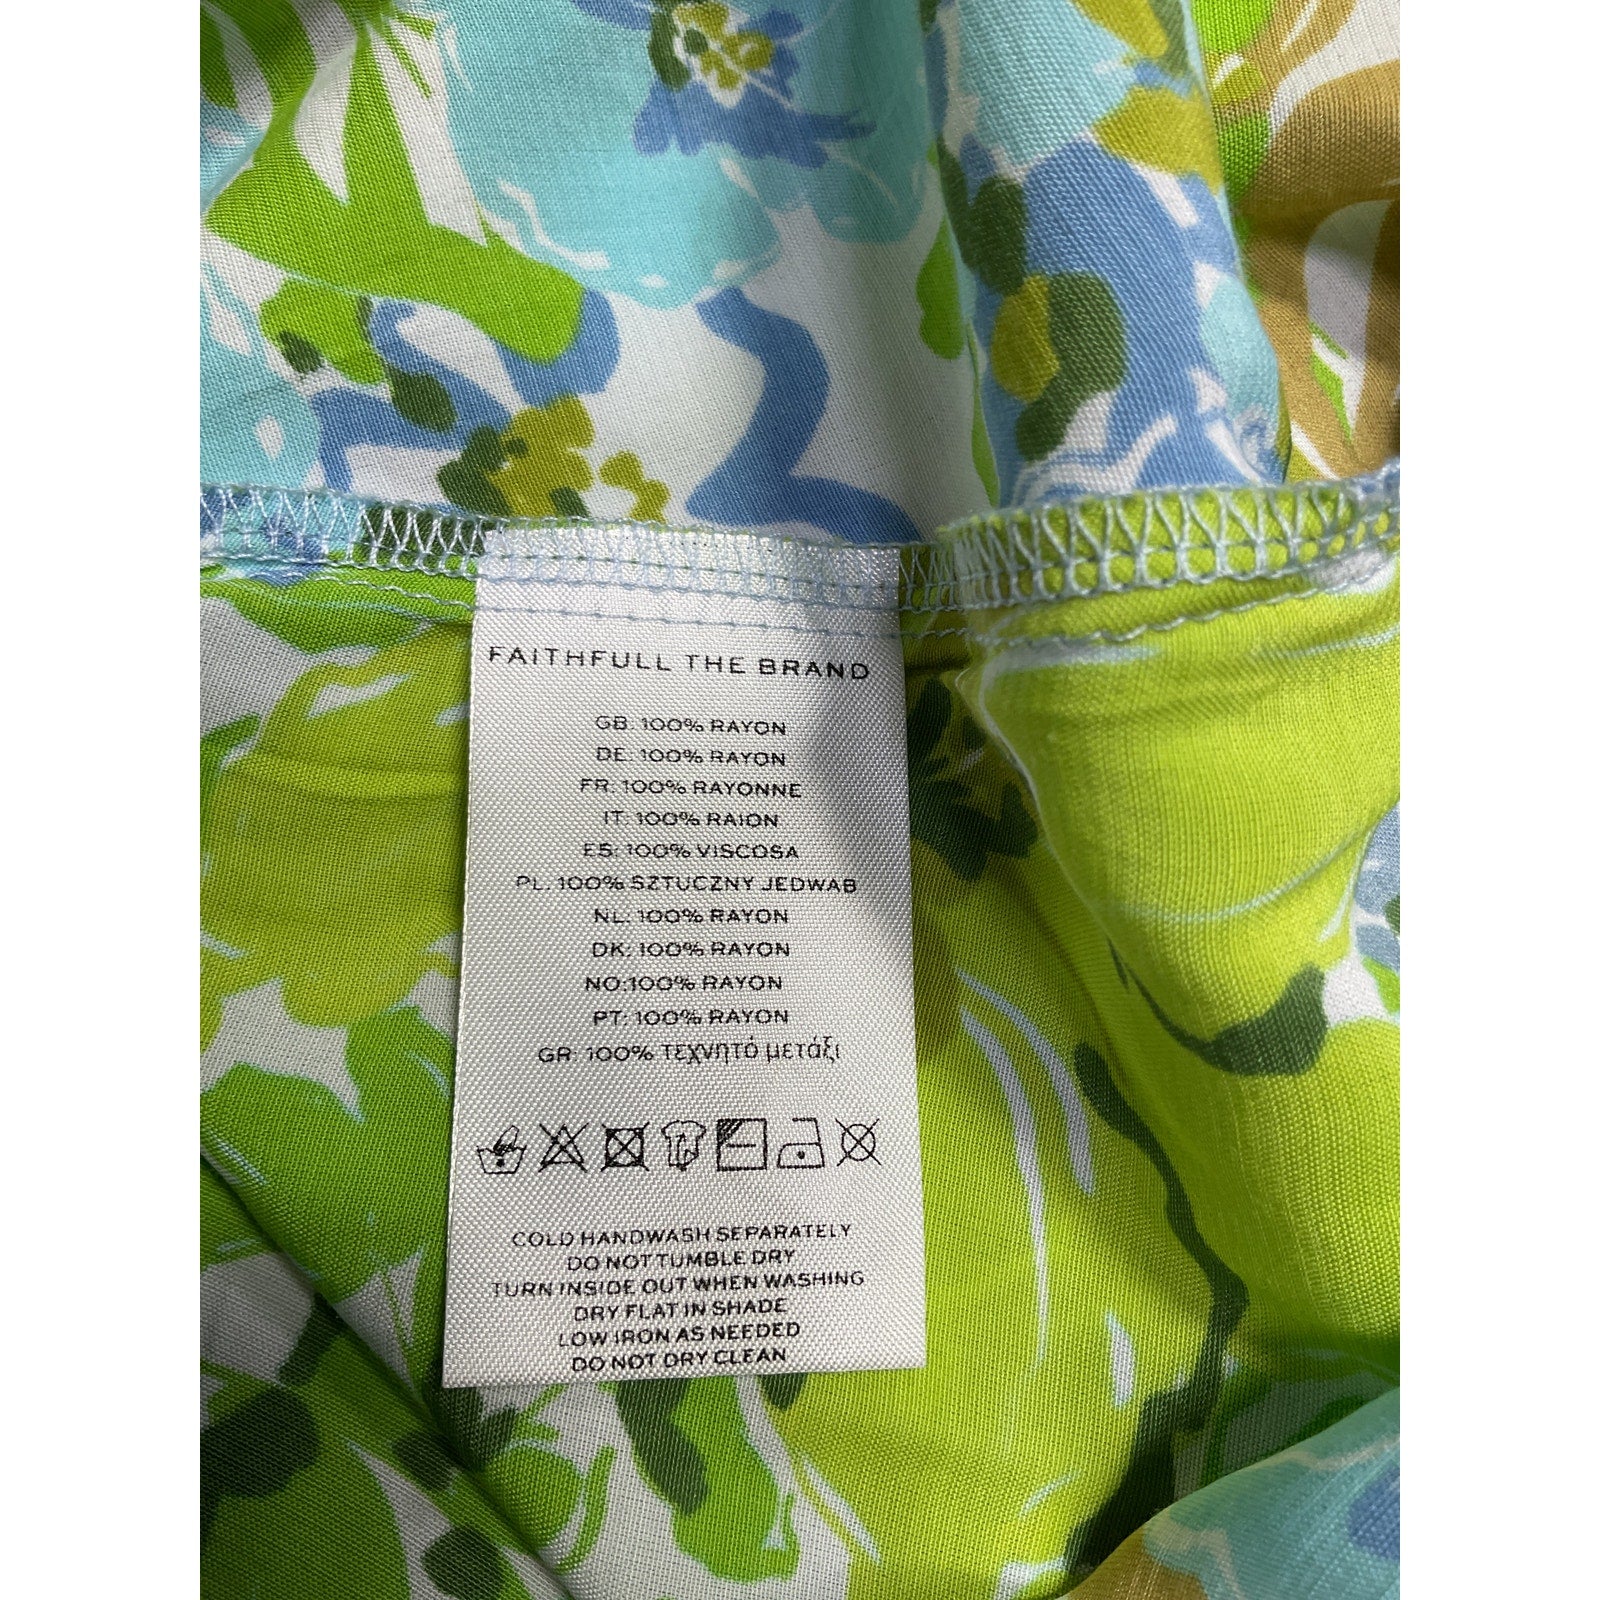 FAITHFULL THE BRAND
GB: 100% RAYON
DE: 100% RAYON
FR: 100% RAYONNE
IT: 100% RAION
ES: 100% VISCOSA
PL: 100% SZTUCZNY JEDWAB
NL: 100% RAYON
DK: 100% RAYON
NO:100% RAYON
PT: 100% RAYON
GR: 100% τεχνητό μετάξι
COLD HANDWASH SEPARATELY
DO NOT TUMBLE DRY
TURN INSIDE OUT WHEN WASHING
DRY FLAT IN SHADE
LOW IRON AS NEEDED
DO NOT DRY CLEAN